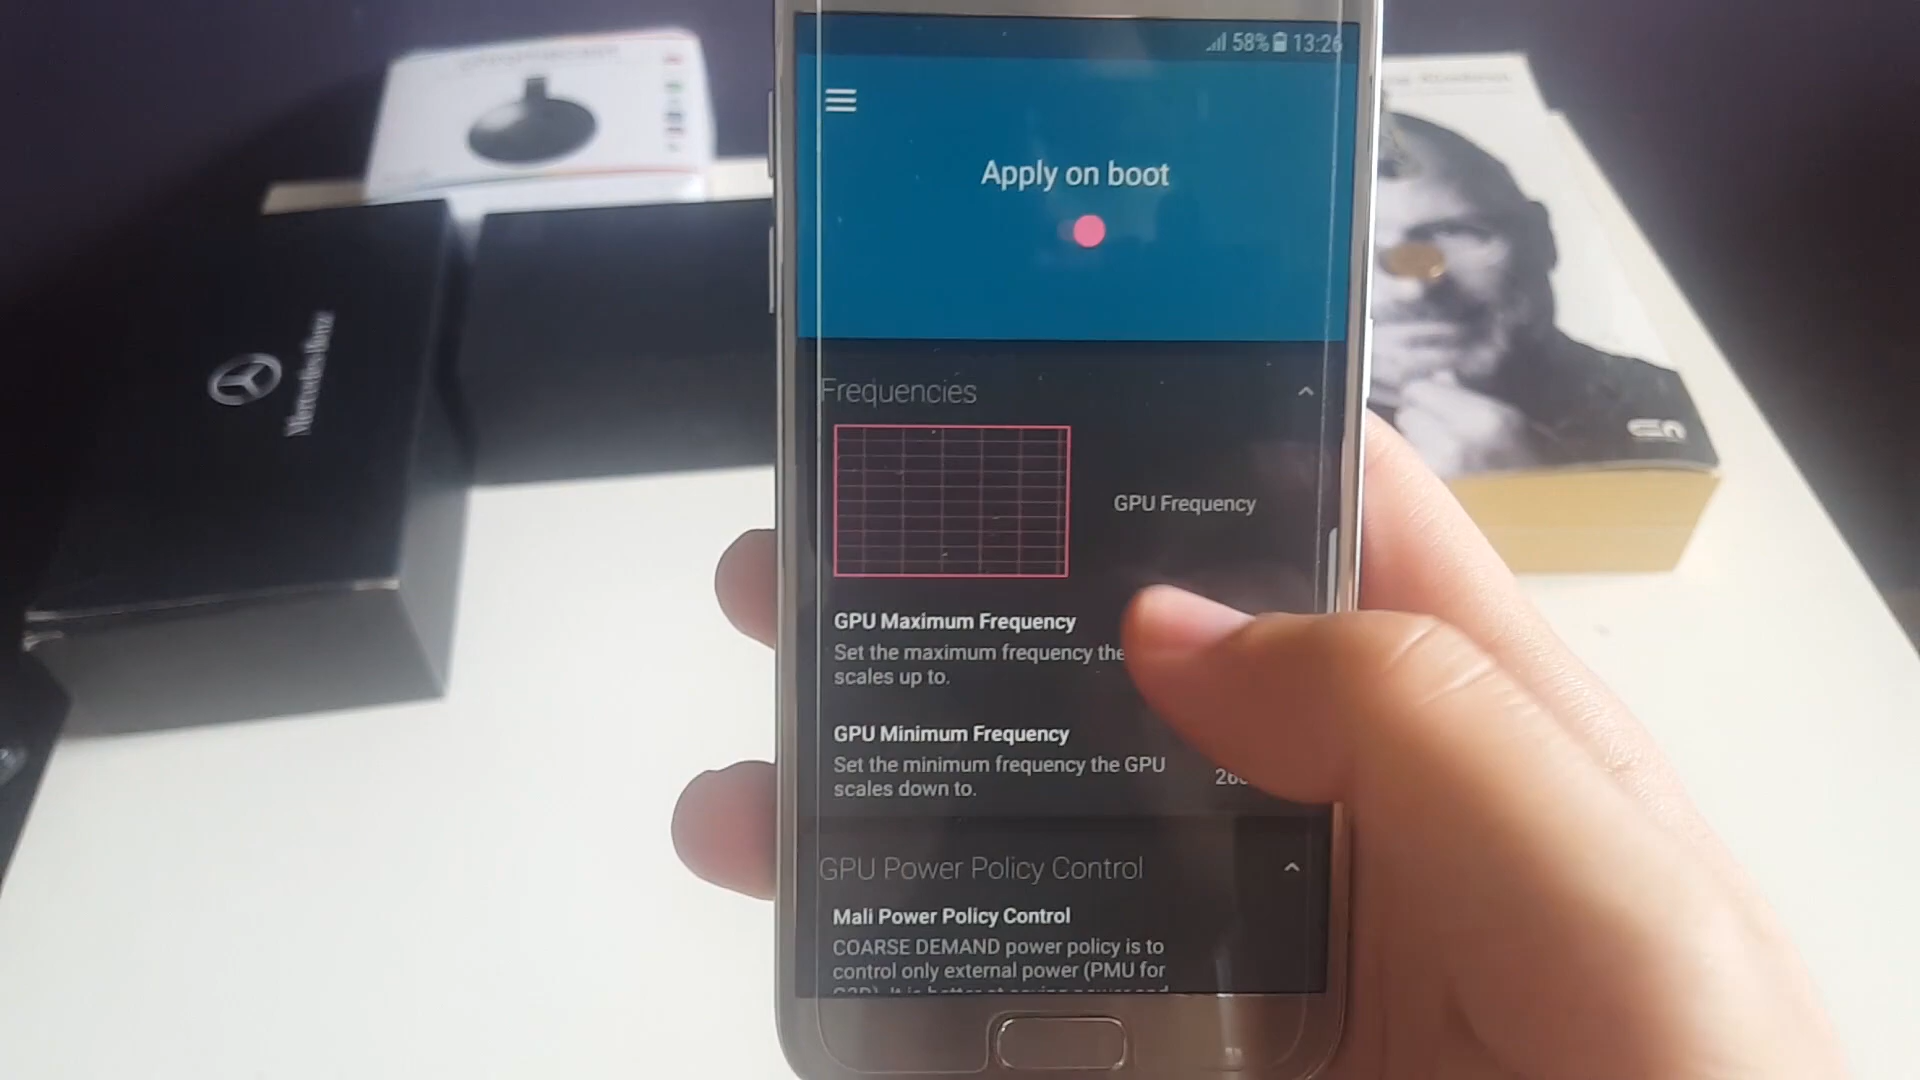 58% 13:26
Apply on boot
Frequencies
GPU Frequency
GPU Maximum Frequency
Set the maximum frequency the
scales up to.
GPU Minimum Frequency
Set the minimum frequency the GPU
scales down to.
GPU Power Policy Control
Mali Power Policy Control
COARSE DEMAND power policy is to
control only external power (PMU for
Mercedes-Benz